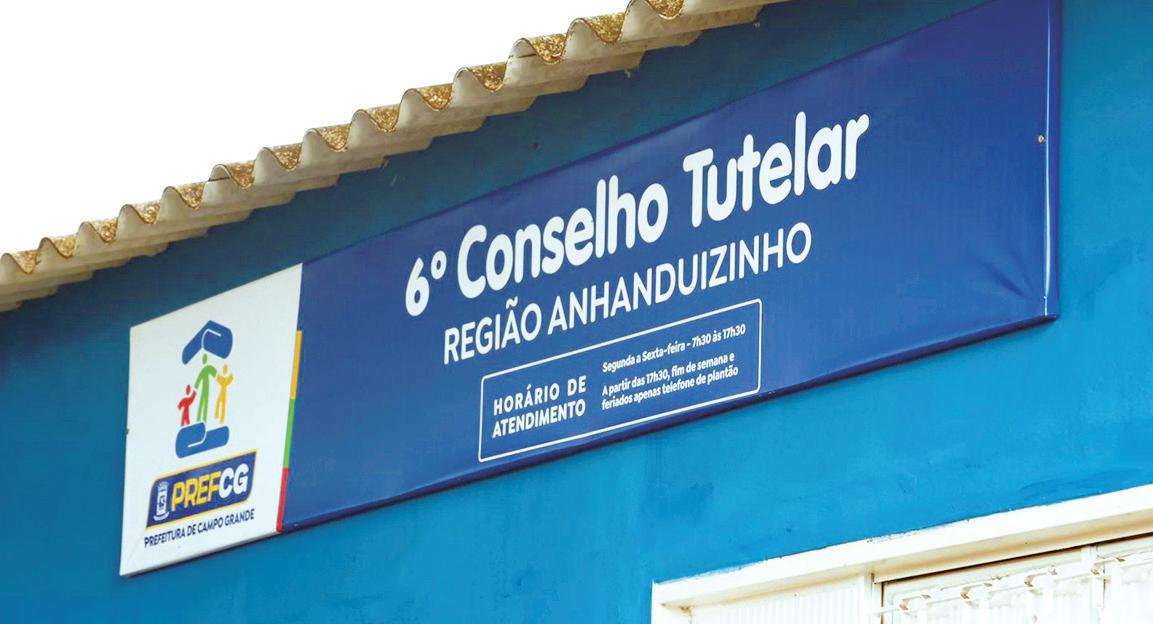 6º Conselho Tutelar
REGIÃO ANHANDUIZINHO
HORÁRIO DE
ATENDIMENTO
Segunda a Sexta-feira - 7h30 às 17h30
A partir das 17h30, fim de semana e
feriados apenas telefone de plantão
PREFCG
PREFEITURA DE CAMPO GRANDE